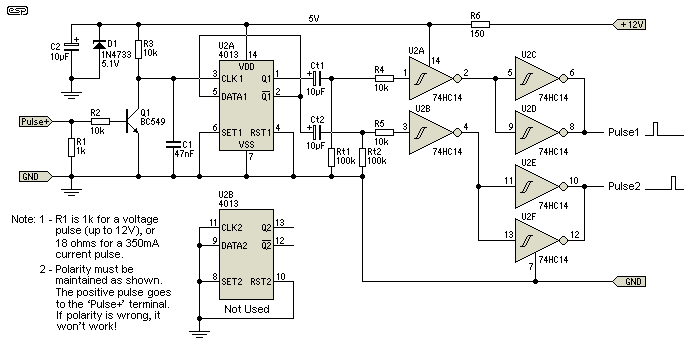 esp
5V
+12V
R6
150
C2
10µF
D1
1N4733
5.1V
R3
10k
U2A
4013
14
VDD
3 CLK1 Q1 1
5 DATA1 Q1 2
SET1 RST1
6 4
VSS
7
Ct1
10µF
Ct2
10µF
R4
10k
R5
10k
Rt1
100k
Rt2
100k
U2A
14
1 2
74HC14
U2B
3 4
74HC14
U2C
5 6
74HC14
U2D
9 8
74HC14
U2E
11 10
74HC14
U2F
13 12
74HC14
7
Pulse1
Pulse2
GND
Pulse+
R2
10k
Q1
BC549
R1
1k
C1
47nF
GND
U2B
4013
11 CLK2 Q2 13
9 DATA2 Q2 12
8 SET2 RST2 10
Not Used
Note: 1 - R1 is 1k for a voltage
pulse (up to 12V), or
18 ohms for a 350mA
current pulse.
2 - Polarity must be
maintained as shown.
The positive pulse goes
to the 'Pulse+' terminal.
If polarity is wrong, it
won't work!